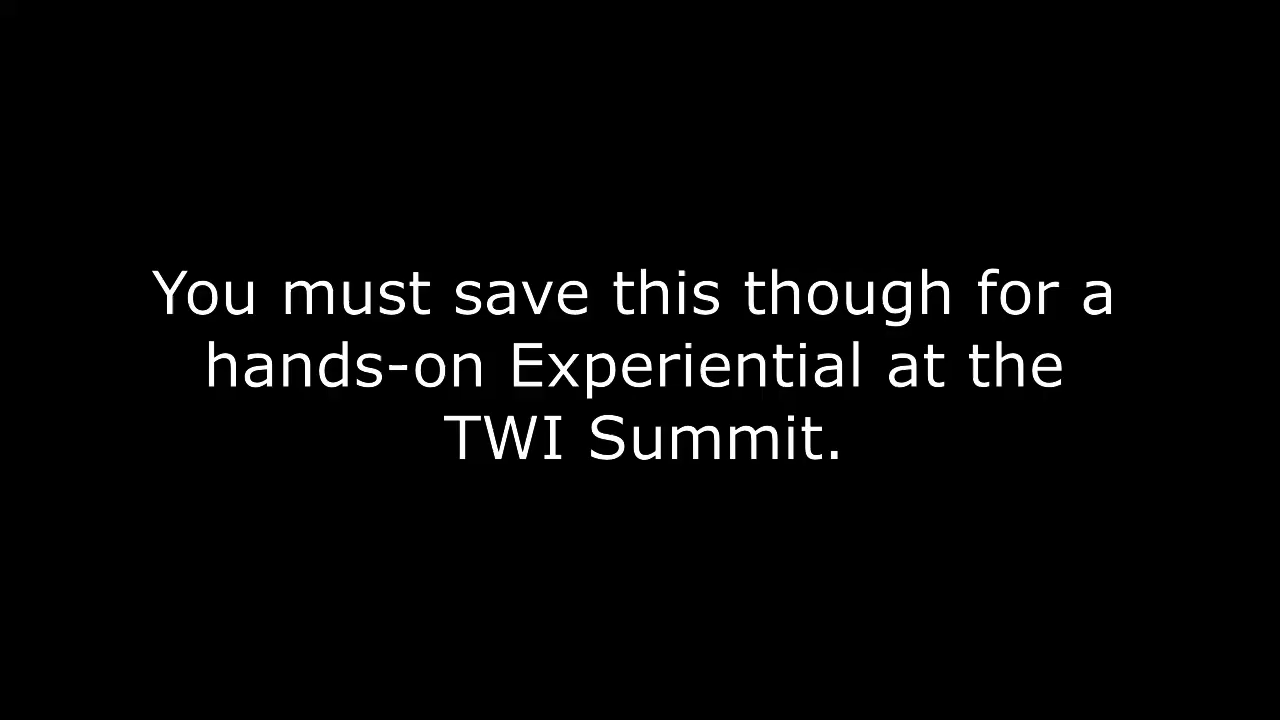 You must save this though for a
hands-on Experiential at the
TWI Summit.